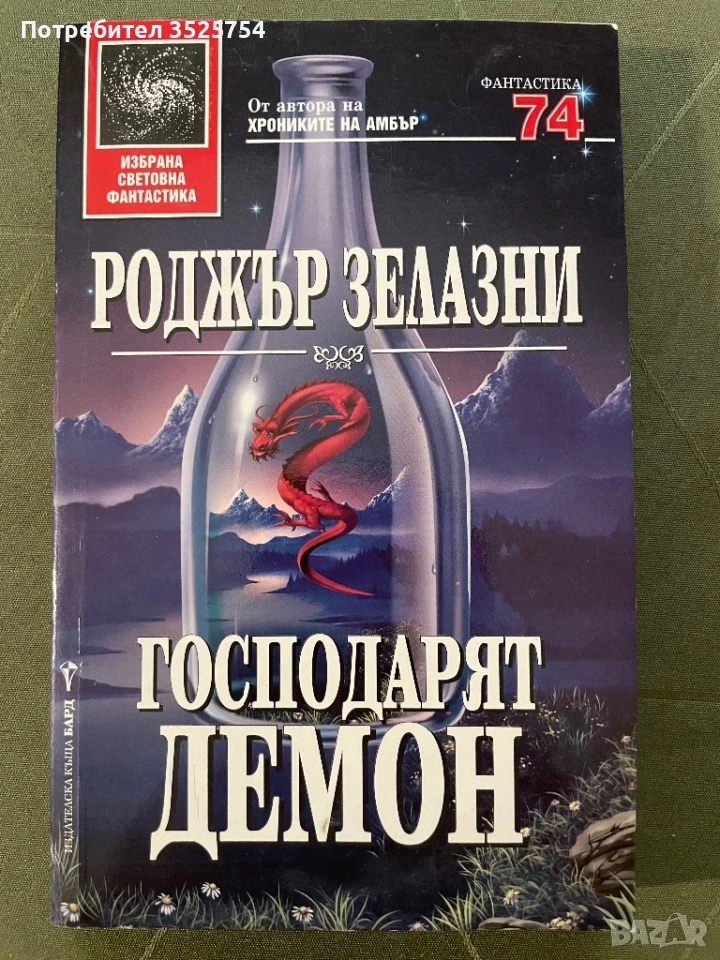 Потребител 3525754
ИЗБРАНА
СВЕТОВНА
ФАНТАСТИКА
От автора на
ХРОНИКИТЕ НА АМБЪР
ФАНТАСТИКА
74
РОДЖЪР ЗЕЛАЗНИ
ГОСПОДАРЯТ
ДЕМОН
ИЗДАТЕЛСКА КЪЩА БАРД
BAZAR